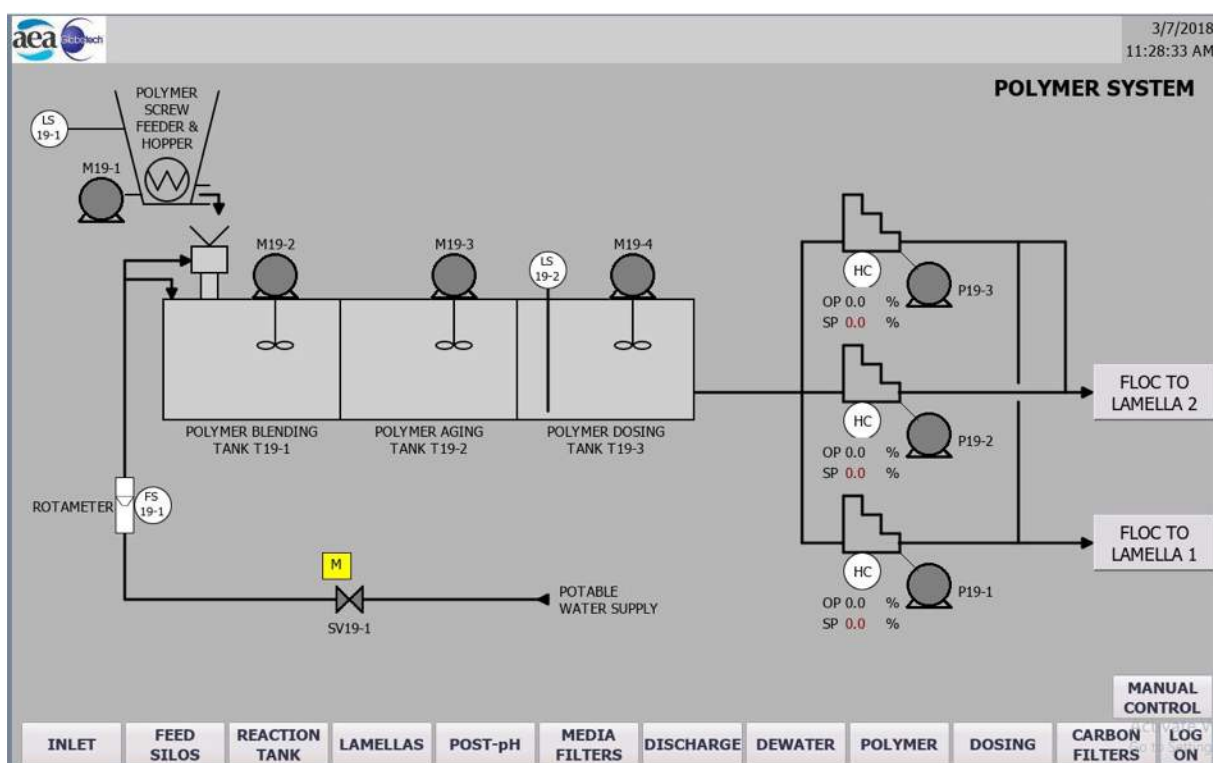 aea
Globotech
3/7/2018
11:28:33 AM
POLYMER SYSTEM
POLYMER
SCREW
FEEDER &
HOPPER
LS
19-1
M19-1
M19-2
M19-3
LS
19-2
M19-4
POLYMER BLENDING
TANK T19-1
POLYMER AGING
TANK T19-2
POLYMER DOSING
TANK T19-3
ROTAMETER
FS
19-1
M
SV19-1
POTABLE
WATER SUPPLY
HC
P19-3
OP 0.0 %
SP 0.0 %
HC
P19-2
OP 0.0 %
SP 0.0 %
HC
P19-1
OP 0.0 %
SP 0.0 %
FLOC TO
LAMELLA 2
FLOC TO
LAMELLA 1
MANUAL
CONTROL
INLET
FEED
SILOS
REACTION
TANK
LAMELLAS
POST-pH
MEDIA
FILTERS
DISCHARGE
DEWATER
POLYMER
DOSING
CARBON
FILTERS
LOG
ON